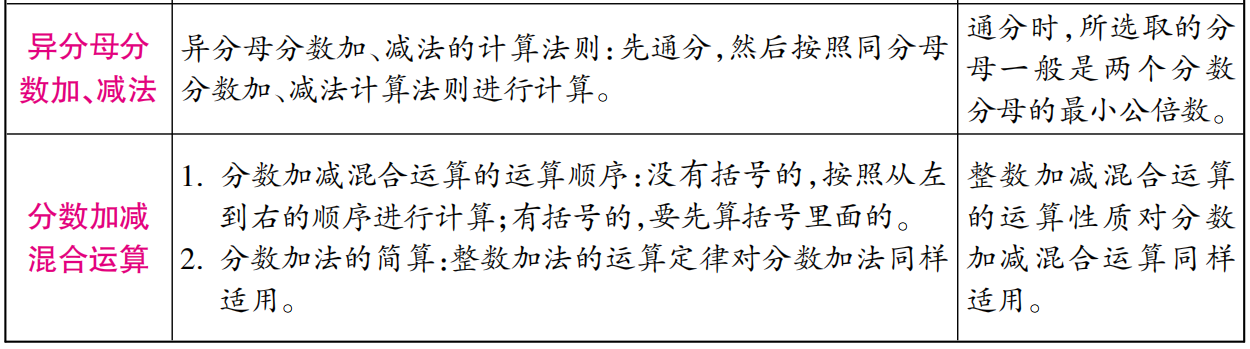 异分母分
数加、减法
异分母分数加、减法的计算法则:先通分,然后按照同分母
分数加、减法计算法则进行计算。
通分时,所选取的分
母一般是两个分数
分母的最小公倍数。
分数加减
混合运算
1. 分数加减混合运算的运算顺序:没有括号的,按照从左
到右的顺序进行计算;有括号的,要先算括号里面的。
2. 分数加法的简算:整数加法的运算定律对分数加法同样
适用。
整数加减混合运算
的运算性质对分数
加减混合运算同样
适用。